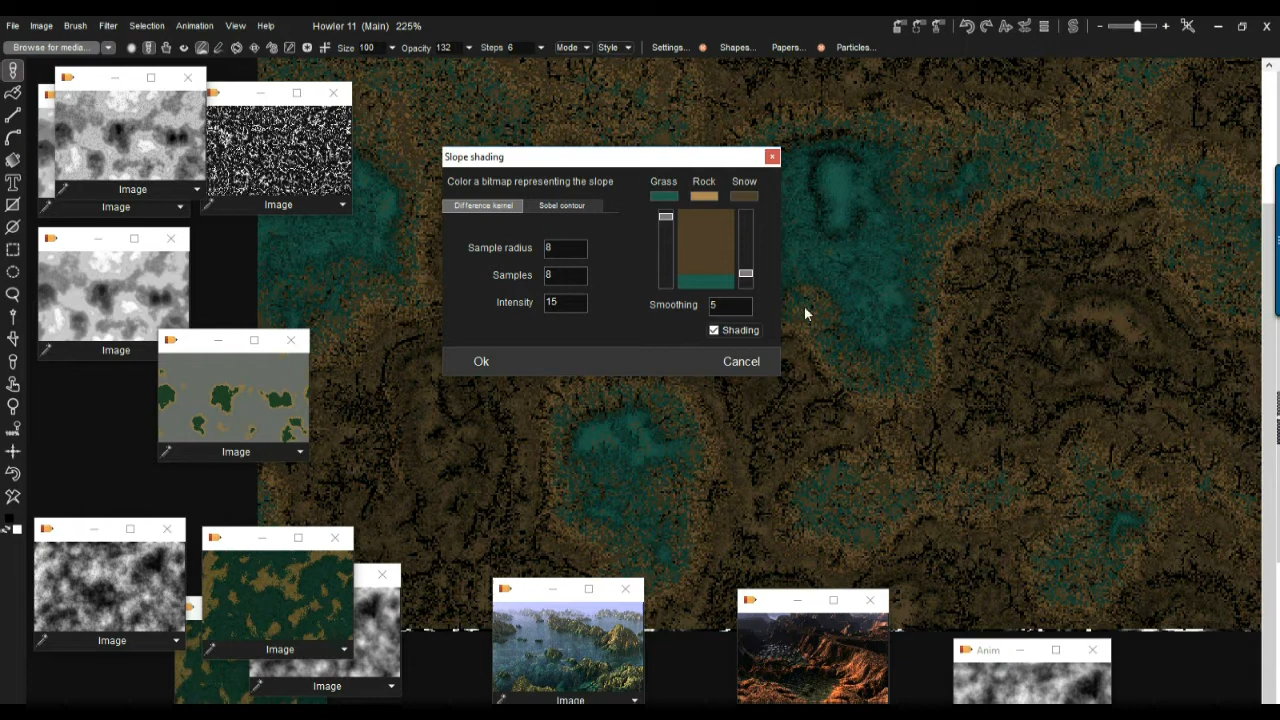 File Image Brush Filter Selection Animation View Help Howler 11 (Main) 225%
Browse for media... Size 100 Opacity 132 Steps 6 Mode Style Settings... Shapes... Papers... Particles...
Image
Image
Image
Image
Image
Image
Image
Image
Image
Anim
100%
Slope shading
Color a bitmap representing the slope
Difference kernel Sobel contour
Sample radius 8
Samples 8
Intensity 15
Grass Rock Snow
Smoothing 5
Shading
Ok Cancel